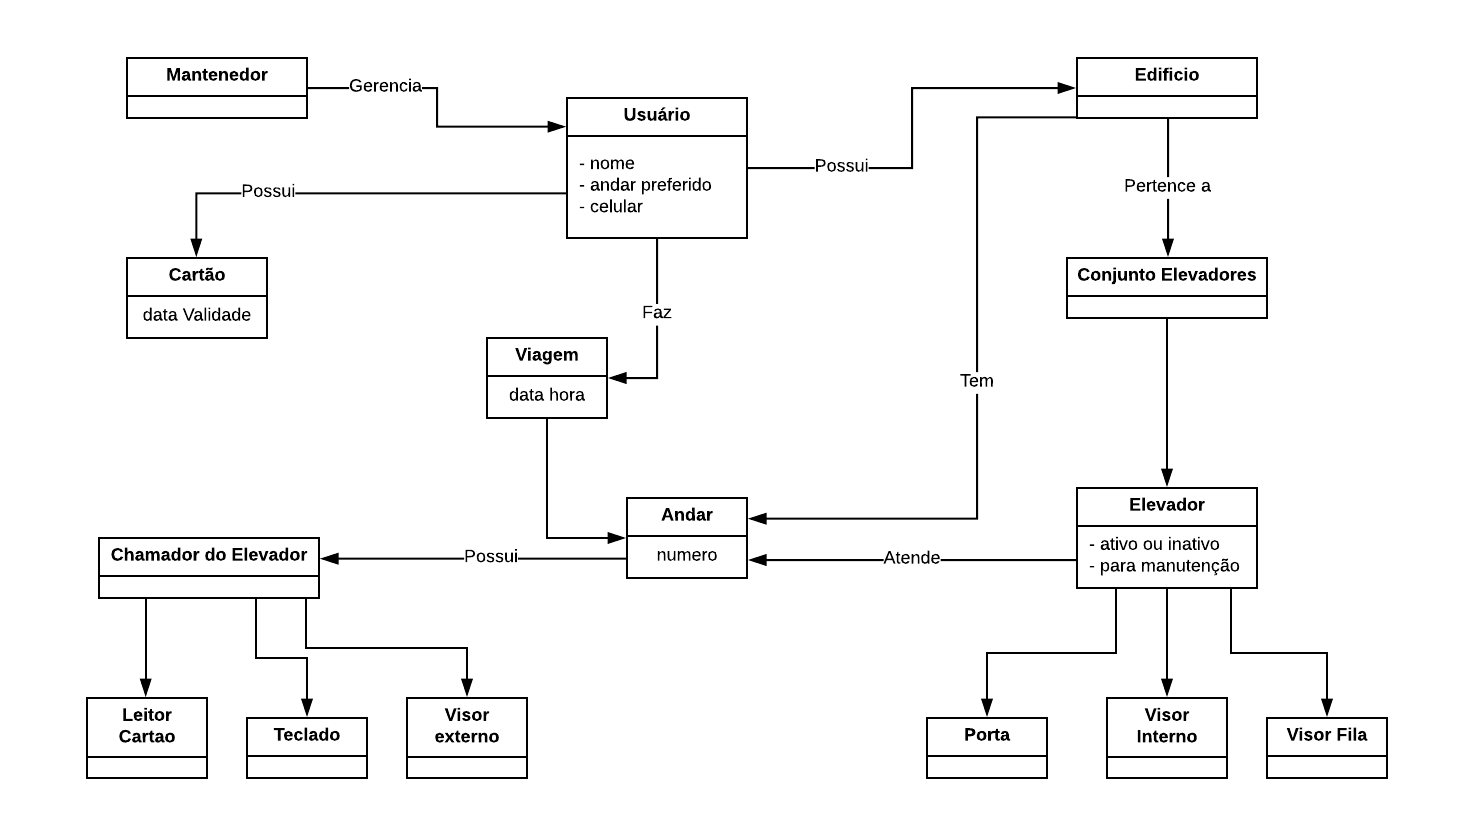 Mantenedor
Gerencia
Usuário
- nome
- andar preferido
- celular
Possui
Edificio
Possui
Cartão
data Validade
Pertence a
Conjunto Elevadores
Faz
Viagem
data hora
Tem
Andar
numero
Elevador
- ativo ou inativo
- para manutenção
Atende
Possui
Chamador do Elevador
Leitor
Cartao
Teclado
Visor
externo
Porta
Visor
Interno
Visor Fila